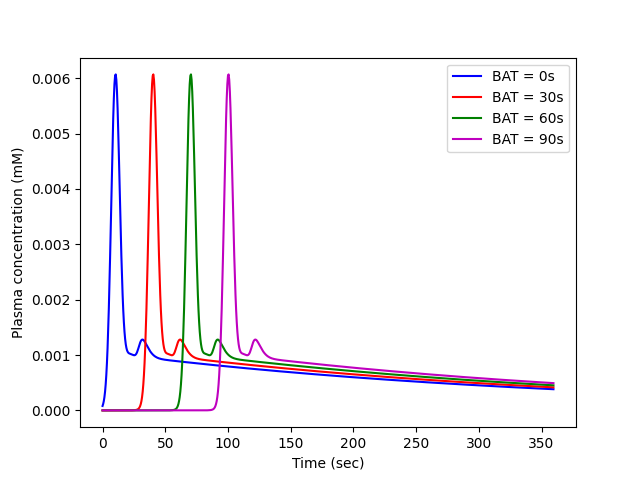 BAT = 0s
BAT = 30s
BAT = 60s
BAT = 90s
Plasma concentration (mM)
0.006
0.005
0.004
0.003
0.002
0.001
0.000
0 50 100 150 200 250 300 350
Time (sec)